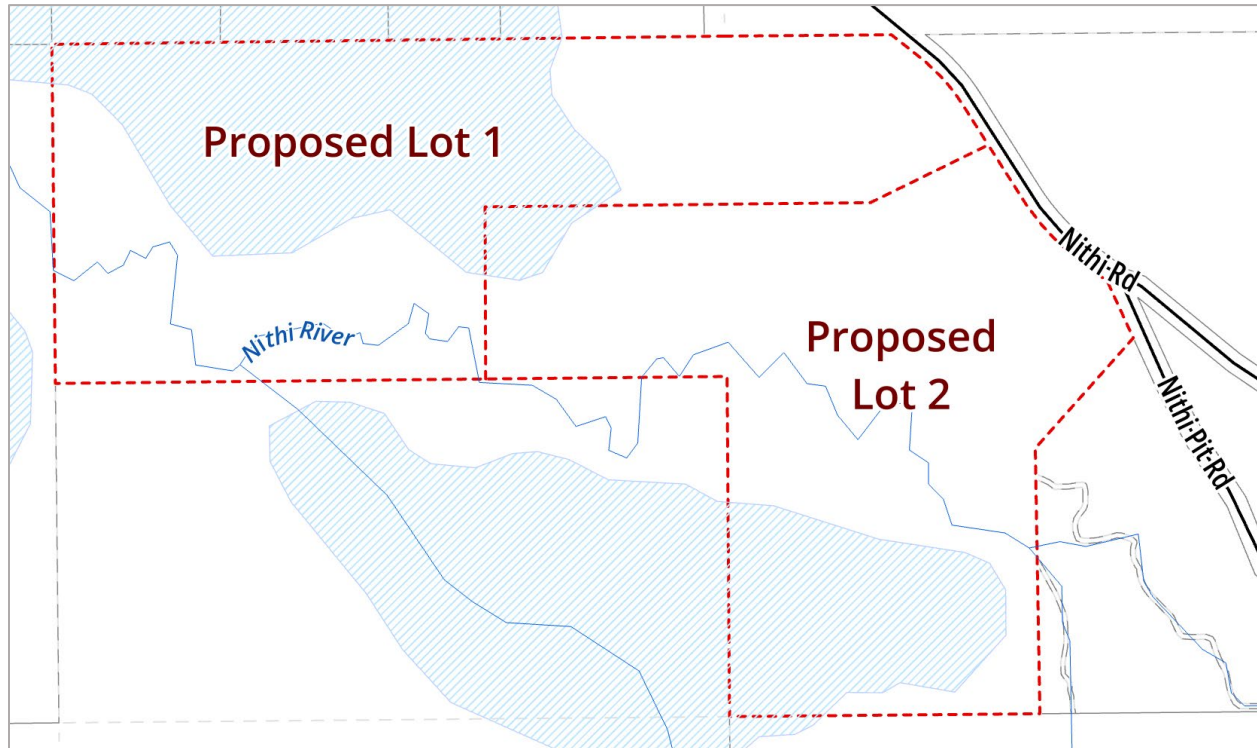 Proposed Lot 1
Nithi Rd
Nithi River
Proposed
Lot 2
Nithi-Pit-Rd